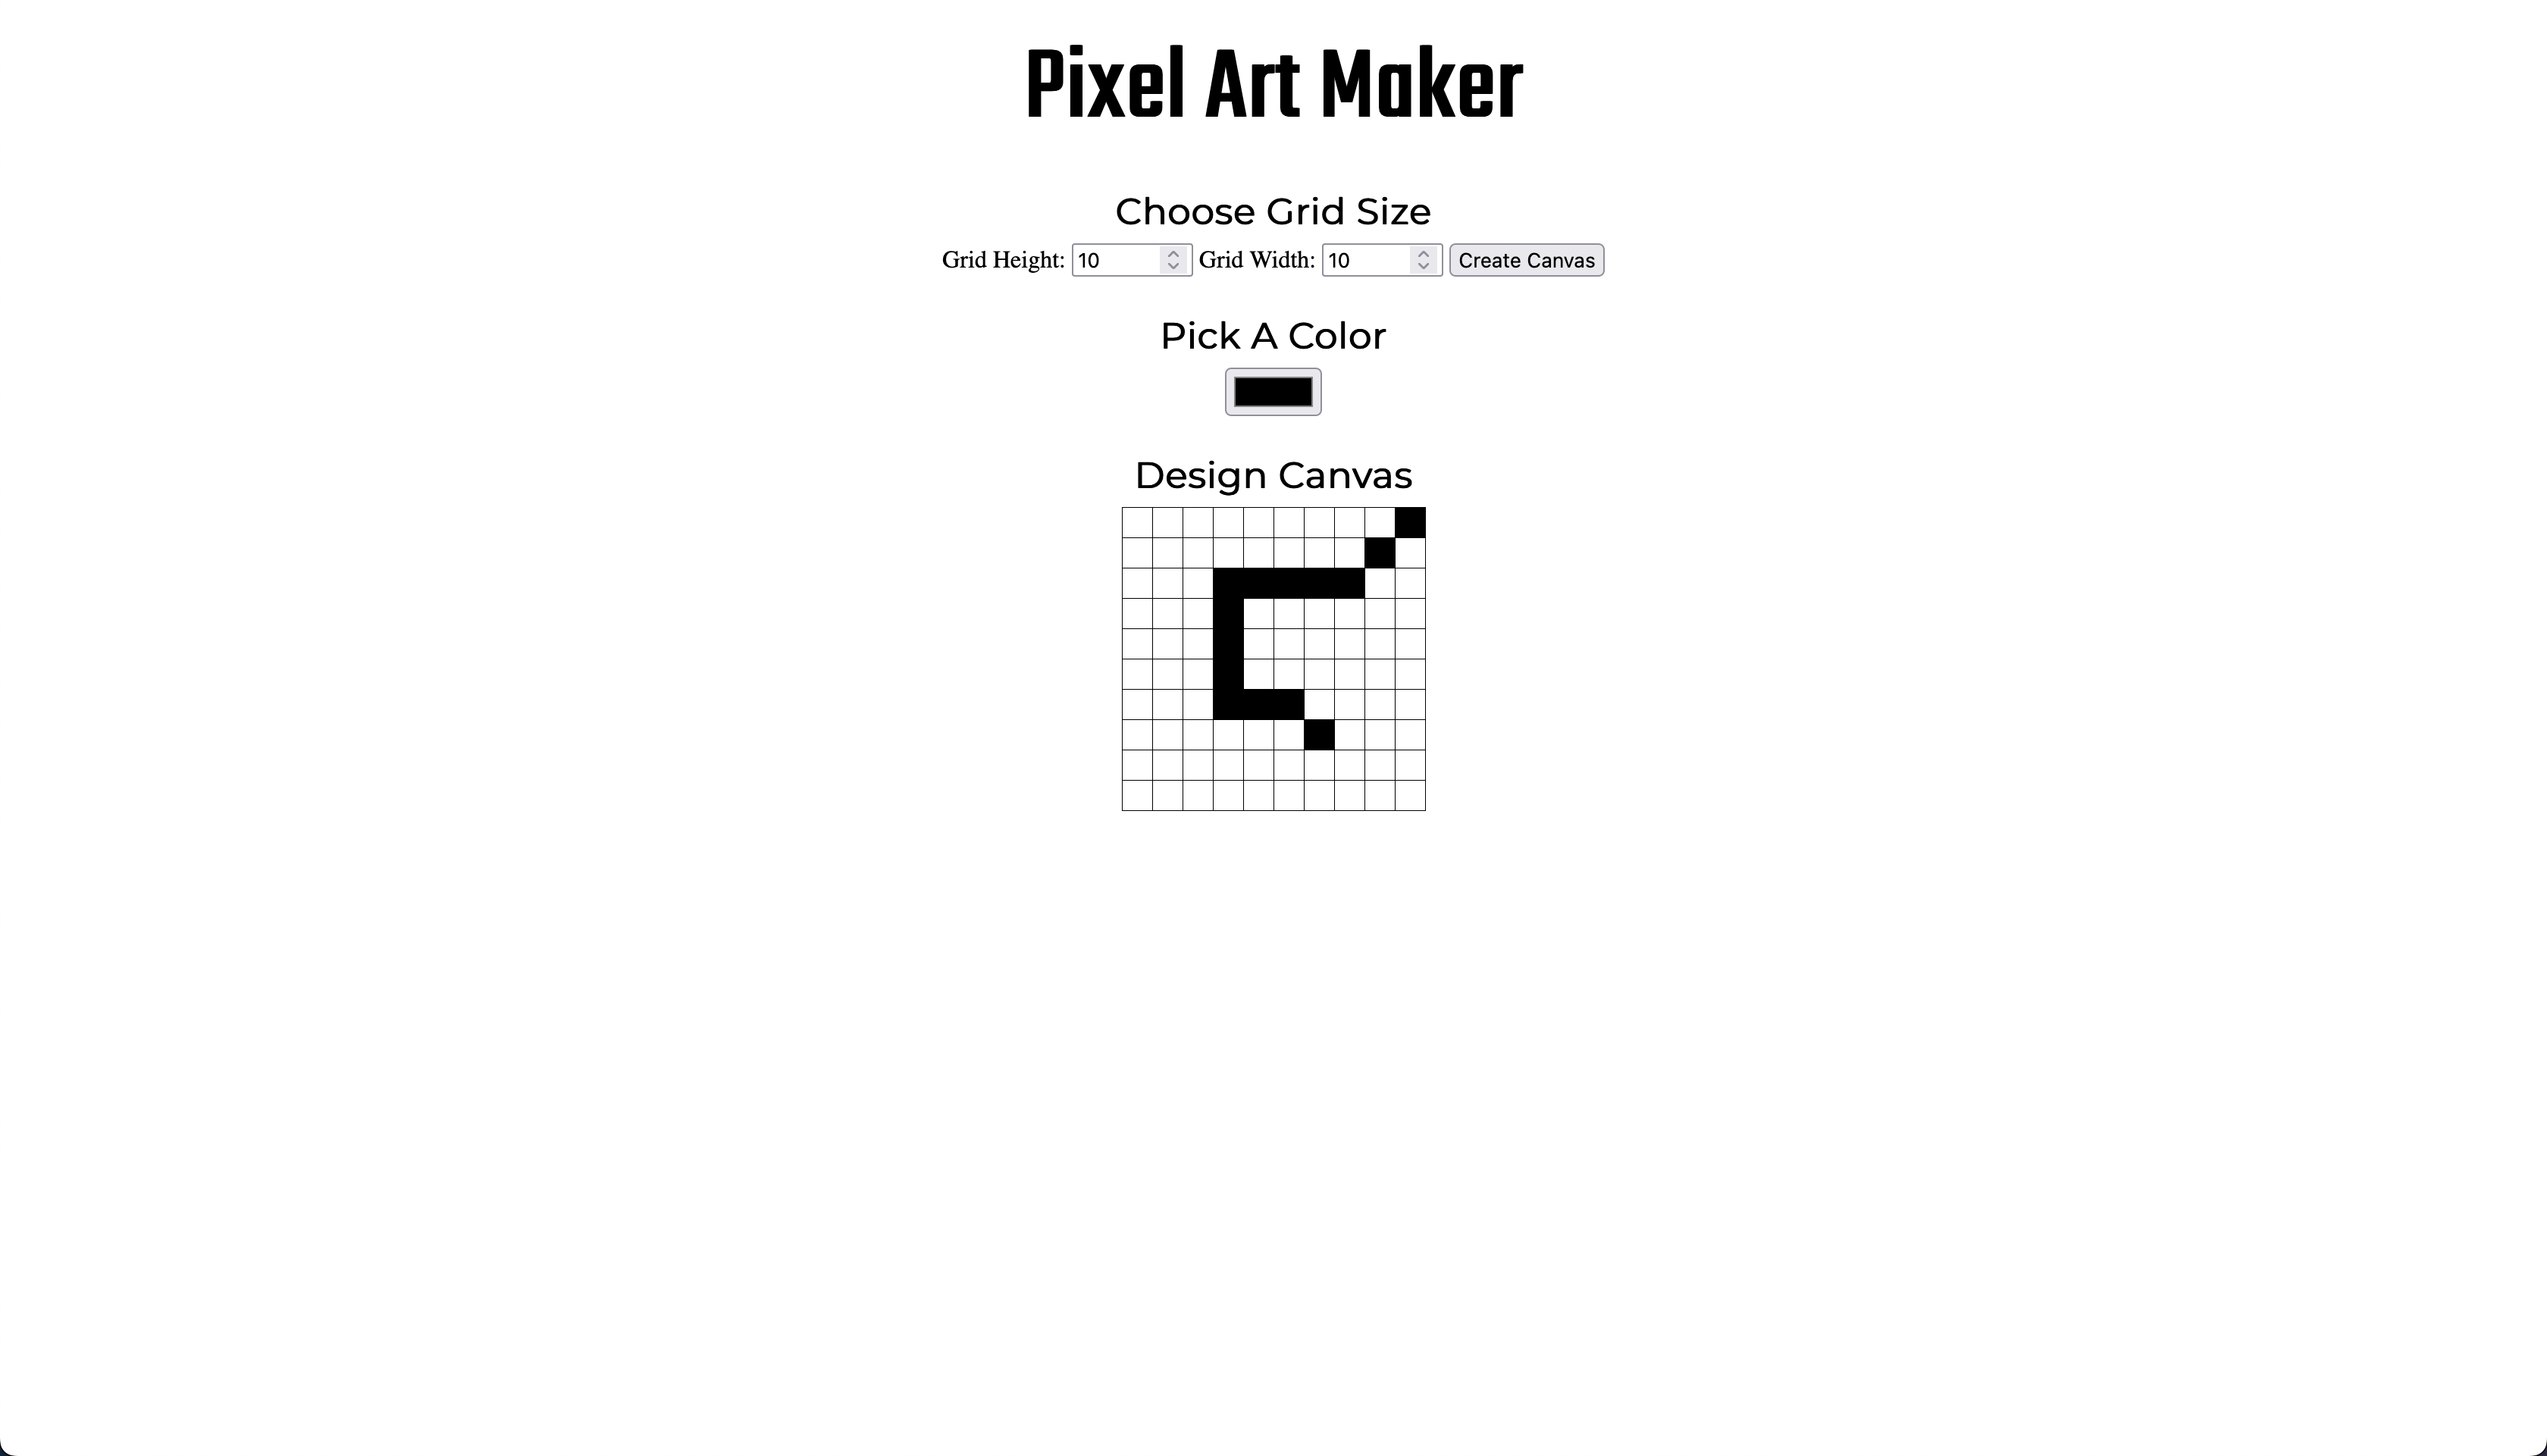 Pixel Art Maker
Choose Grid Size
Grid Height: 10 Grid Width: 10 Create Canvas
Pick A Color
Design Canvas